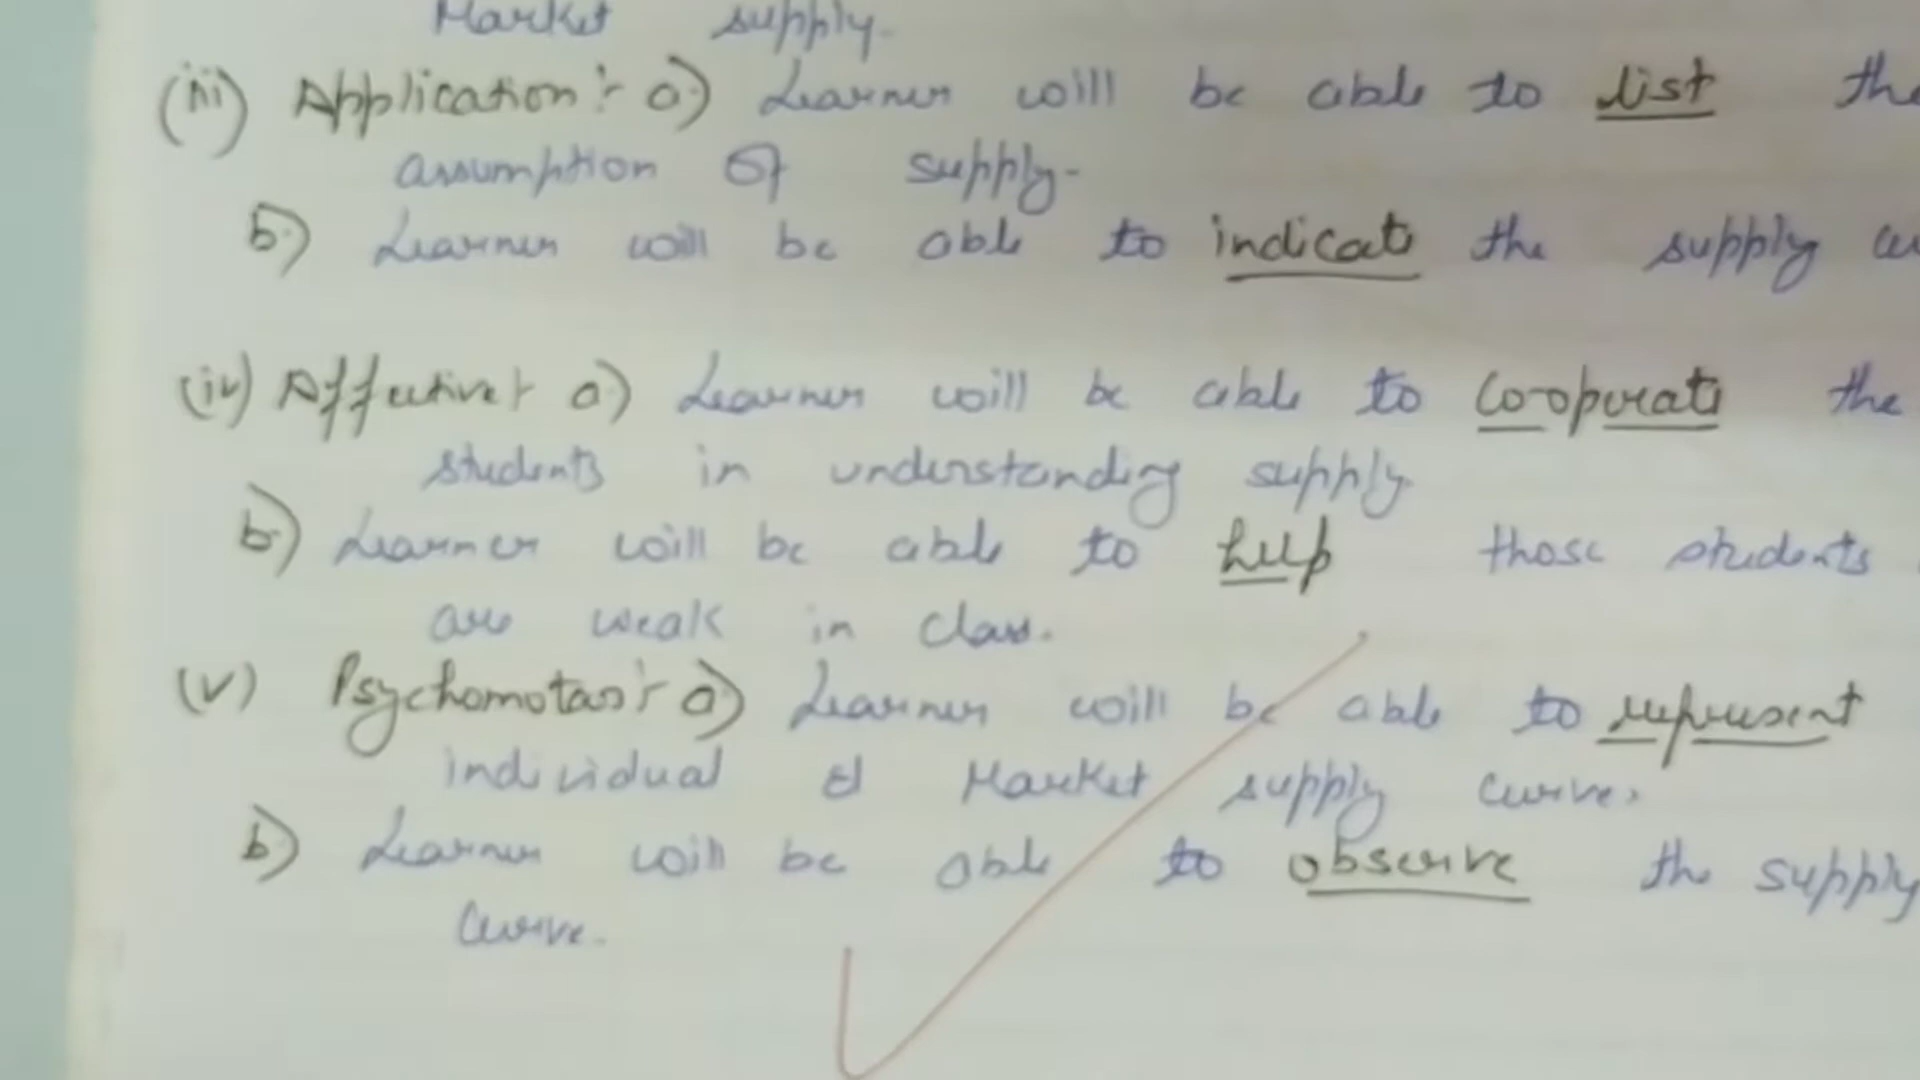 Market supply.
(iii) Application :- a) Learner will be able to list the
assumption of supply.
b) Learner will be able to indicate the supply
(iv) Affective :- a) Learner will be able to co-operate the
students in understanding supply
b) Learner will be able to help those students
are weak in class.
(v) Psychomotor :- a) Learner will be able to represent
individual & Market supply curve.
b) Learner will be able to observe the supply
curve.